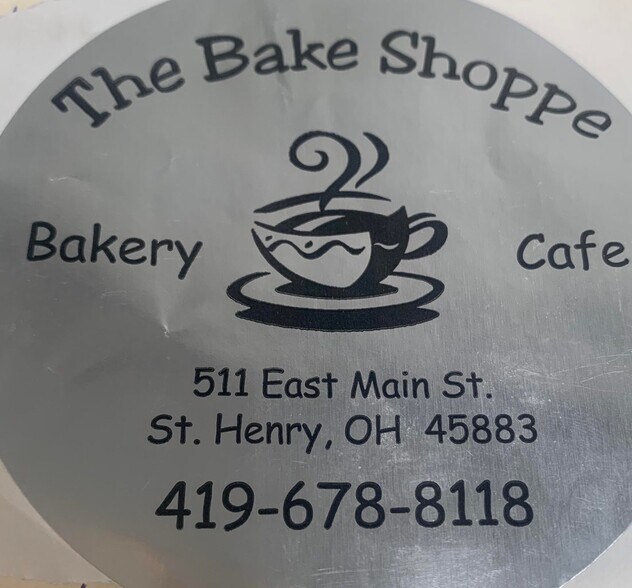 The Bake Shoppe
Bakery Cafe
511 East Main St.
St. Henry, OH 45883
419-678-8118